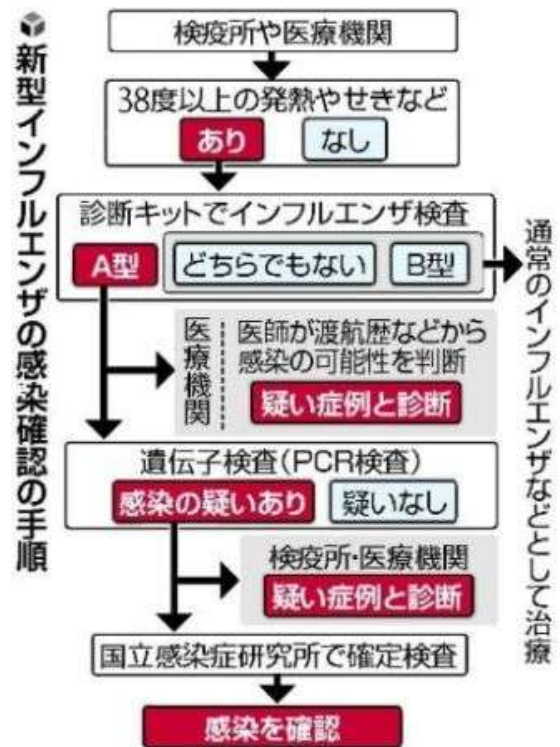 新型インフルエンザの感染確認の手順
検疫所や医療機関
38度以上の発熱やせきなど
あり なし
診断キットでインフルエンザ検査
A型 どちらでもない B型
通常のインフルエンザなどとして治療
医療機関
医師が渡航歴などから
感染の可能性を判断
疑い症例と診断
遺伝子検査(PCR検査)
感染の疑いあり 疑いなし
検疫所・医療機関
疑い症例と診断
国立感染症研究所で確定検査
感染を確認